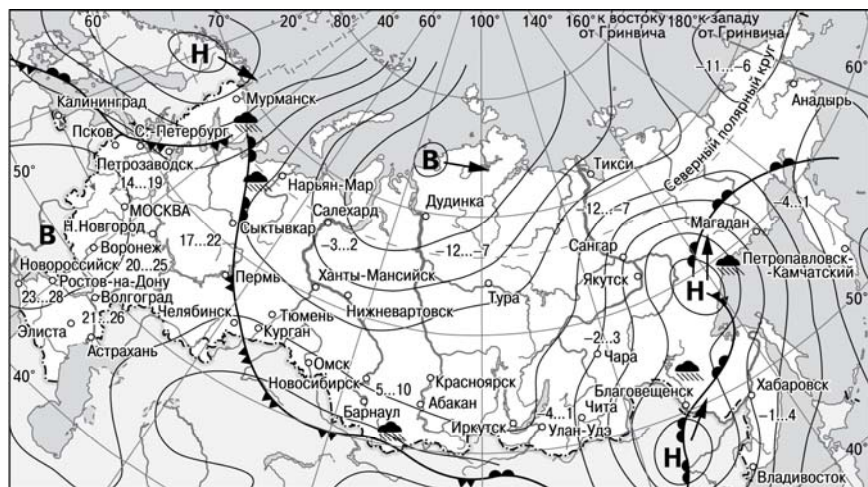 60° 70° 20° 80° 60° 80° 100° 140° 160° к востоку 180° к западу
от Гринвича от Гринвича
60°
Н
–11...–6
Мурманск
Анадырь
Калининград
Северный полярный круг
Псков С.-Петербург
В
Тикси
50°
Петрозаводск
Нарьян-Мар
14...19
Дудинка
–4...1
МОСКВА
Салехард
–12...–7
Магадан
В
Н.Новгород
17...22
Сыктывкар
–3...2
–12...–7
Сангар
Воронеж
Петропавловск-
Камчатский
Новороссийск
20...25
Пермь
Ханты-Мансийск
Якутск
Н
Ростов-на-Дону
Тура
50°
23...28
Волгоград
Челябинск
Тюмень
Нижневартовск
21...26
Курган
–2...3
Элиста
Чара
Астрахань
Омск
Красноярск
Благовещенск
40°
Новосибирск
5...10
Хабаровск
Барнаул
Абакан
–4...1
Чита
–1...4
Иркутск
Улан-Удэ
Н
40°
Владивосток